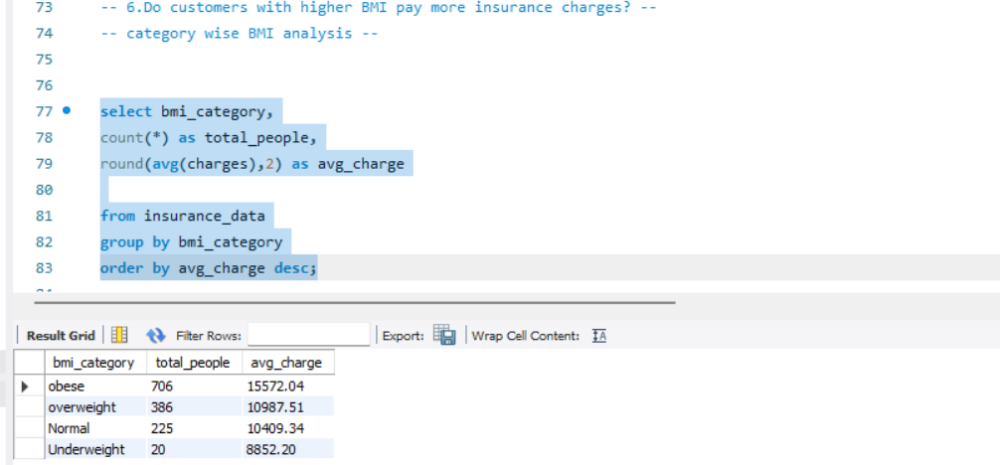 73 -- 6.Do customers with higher BMI pay more insurance charges? --
74 -- category wise BMI analysis --
75
76
77 select bmi_category,
78 count(*) as total_people,
79 round(avg(charges),2) as avg_charge
80
81 from insurance_data
82 group by bmi_category
83 order by avg_charge desc;
Result Grid Filter Rows: Export: Wrap Cell Content: IA
bmi_category total_people avg_charge
obese 706 15572.04
overweight 386 10987.51
Normal 225 10409.34
Underweight 20 8852.20